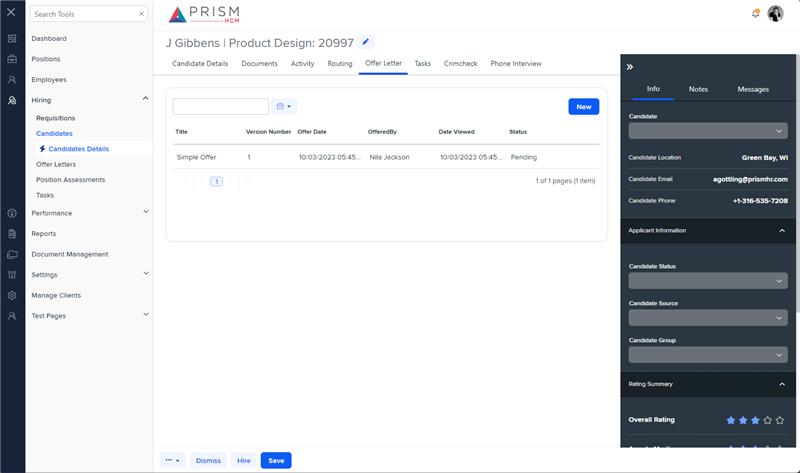 Search Tools
PRISM
HCM
Dashboard
Positions
Employees
Hiring
Requisitions
Candidates
Candidates Details
Offer Letters
Position Assessments
Tasks
Performance
Reports
Document Management
Settings
Manage Clients
Test Pages
J Gibbens | Product Design: 20997
Candidate Details Documents Activity Routing Offer Letter Tasks Crimcheck Phone Interview
New
Title Version Number Offer Date OfferedBy Date Viewed Status
Simple Offer 1 10/03/2023 05:45... Nila Jackson 10/03/2023 05:45... Pending
1 1 of 1 pages (1 item)
Info Notes Messages
Candidate
Candidate Location Green Bay, WI
Candidate Email agottling@prismhr.com
Candidate Phone +1-316-535-7208
Applicant Information
Candidate Status
Candidate Source
Candidate Group
Rating Summary
Overall Rating
... Dismiss Hire Save